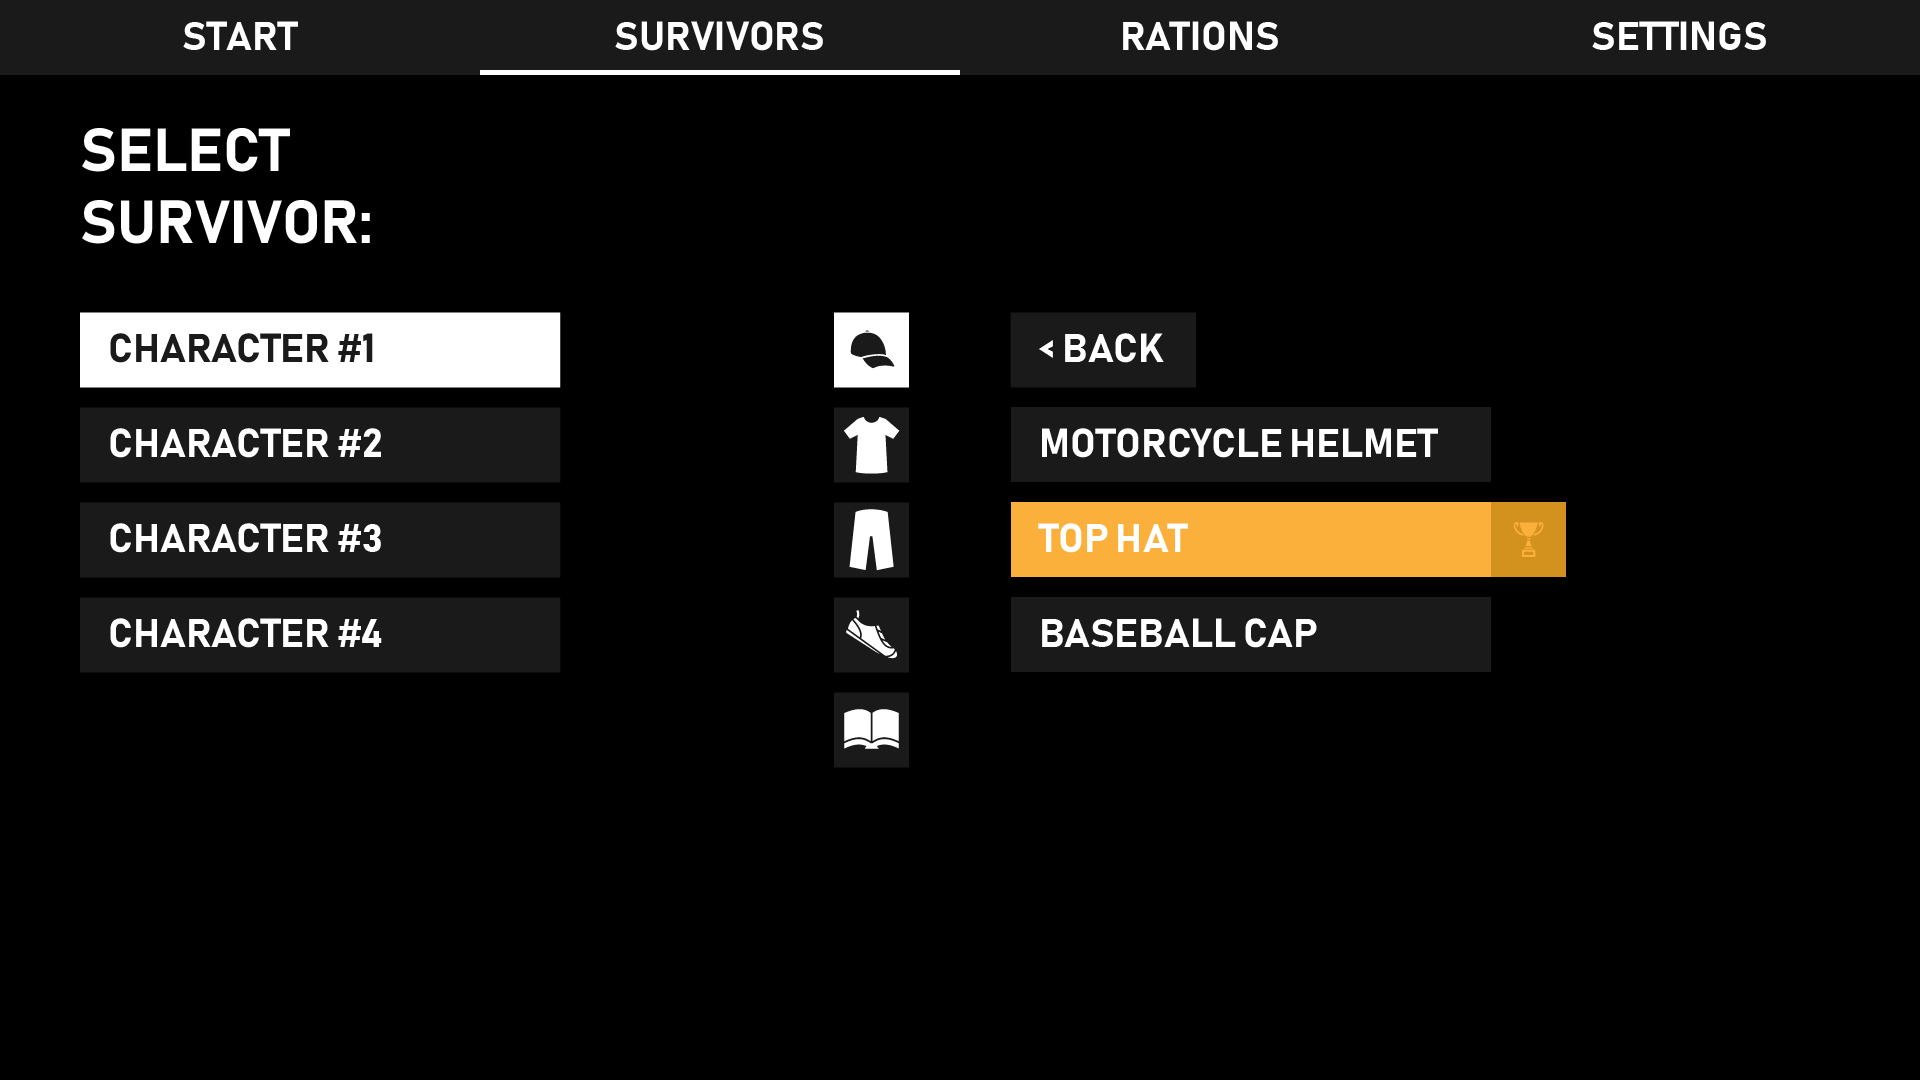 START
SURVIVORS
RATIONS
SETTINGS
SELECT
SURVIVOR:
CHARACTER #1
CHARACTER #2
CHARACTER #3
CHARACTER #4
< BACK
MOTORCYCLE HELMET
TOP HAT
BASEBALL CAP